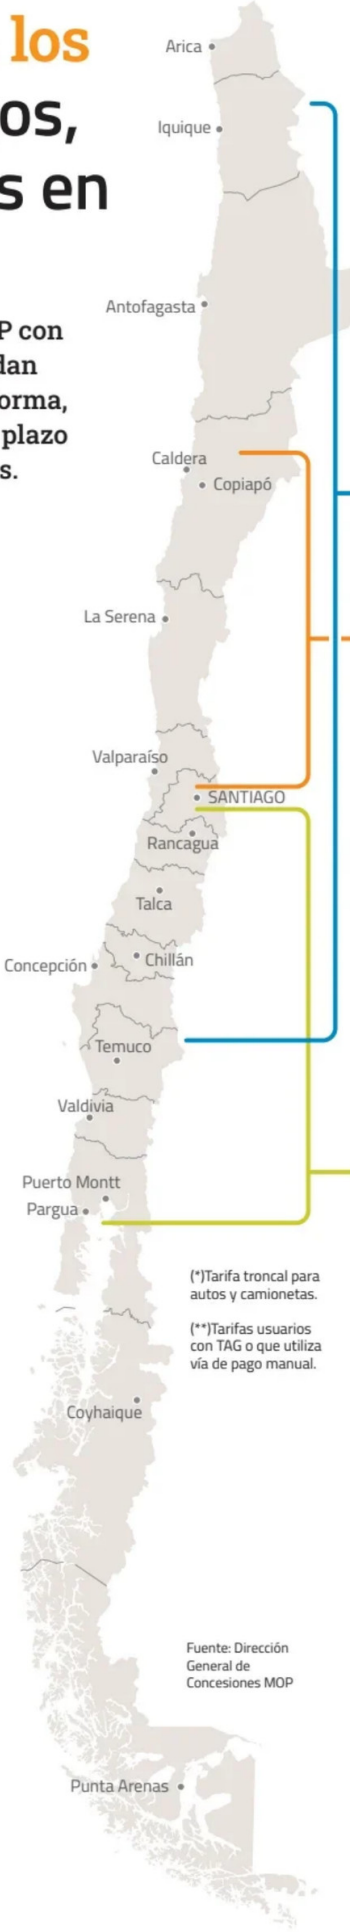 los
os,
s en
P con
dan
orma,
plazo
s.
Arica
Iquique
Antofagasta
Caldera
Copiapó
La Serena
Valparaíso
SANTIAGO
Rancagua
Talca
Concepción
Chillán
Temuco
Valdivia
Puerto Montt
Pargua
(*)Tarifa troncal para
autos y camionetas.
(**)Tarifas usuarios
con TAG o que utiliza
vía de pago manual.
Coyhaique
Fuente: Dirección
General de
Concesiones MOP
Punta Arenas